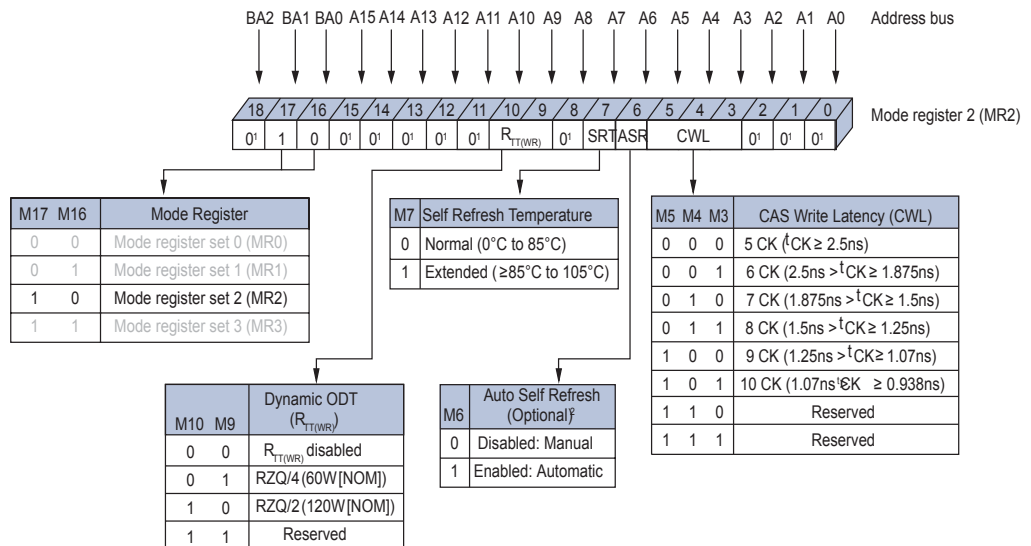 BA2 BA1 BA0 A15 A14 A13 A12 A11 A10 A9 A8 A7 A6 A5 A4 A3 A2 A1 A0 Address bus
18 17 16 15 14 13 12 11 10 9 8 7 6 5 4 3 2 1 0 Mode register 2 (MR2)
0¹ 1 0 0¹ 0¹ 0¹ 0¹ 0¹ RTT(WR) 0¹ SRT ASR CWL 0¹ 0¹ 0¹
M17 M16 Mode Register
0 0 Mode register set 0 (MR0)
0 1 Mode register set 1 (MR1)
1 0 Mode register set 2 (MR2)
1 1 Mode register set 3 (MR3)
M7 Self Refresh Temperature
0 Normal (0°C to 85°C)
1 Extended (≥85°C to 105°C)
M5 M4 M3 CAS Write Latency (CWL)
0 0 0 5 CK (tCK ≥ 2.5ns)
0 0 1 6 CK (2.5ns > tCK ≥ 1.875ns)
0 1 0 7 CK (1.875ns > tCK ≥ 1.5ns)
0 1 1 8 CK (1.5ns > tCK ≥ 1.25ns)
1 0 0 9 CK (1.25ns > tCK ≥ 1.07ns)
1 0 1 10 CK (1.07ns > tCK ≥ 0.938ns)
1 1 0 Reserved
1 1 1 Reserved
Dynamic ODT
M10 M9 (RTT(WR))
0 0 RTT(WR) disabled
0 1 RZQ/4 (60W [NOM])
1 0 RZQ/2 (120W [NOM])
1 1 Reserved
Auto Self Refresh
M6 (Optional)²
0 Disabled: Manual
1 Enabled: Automatic